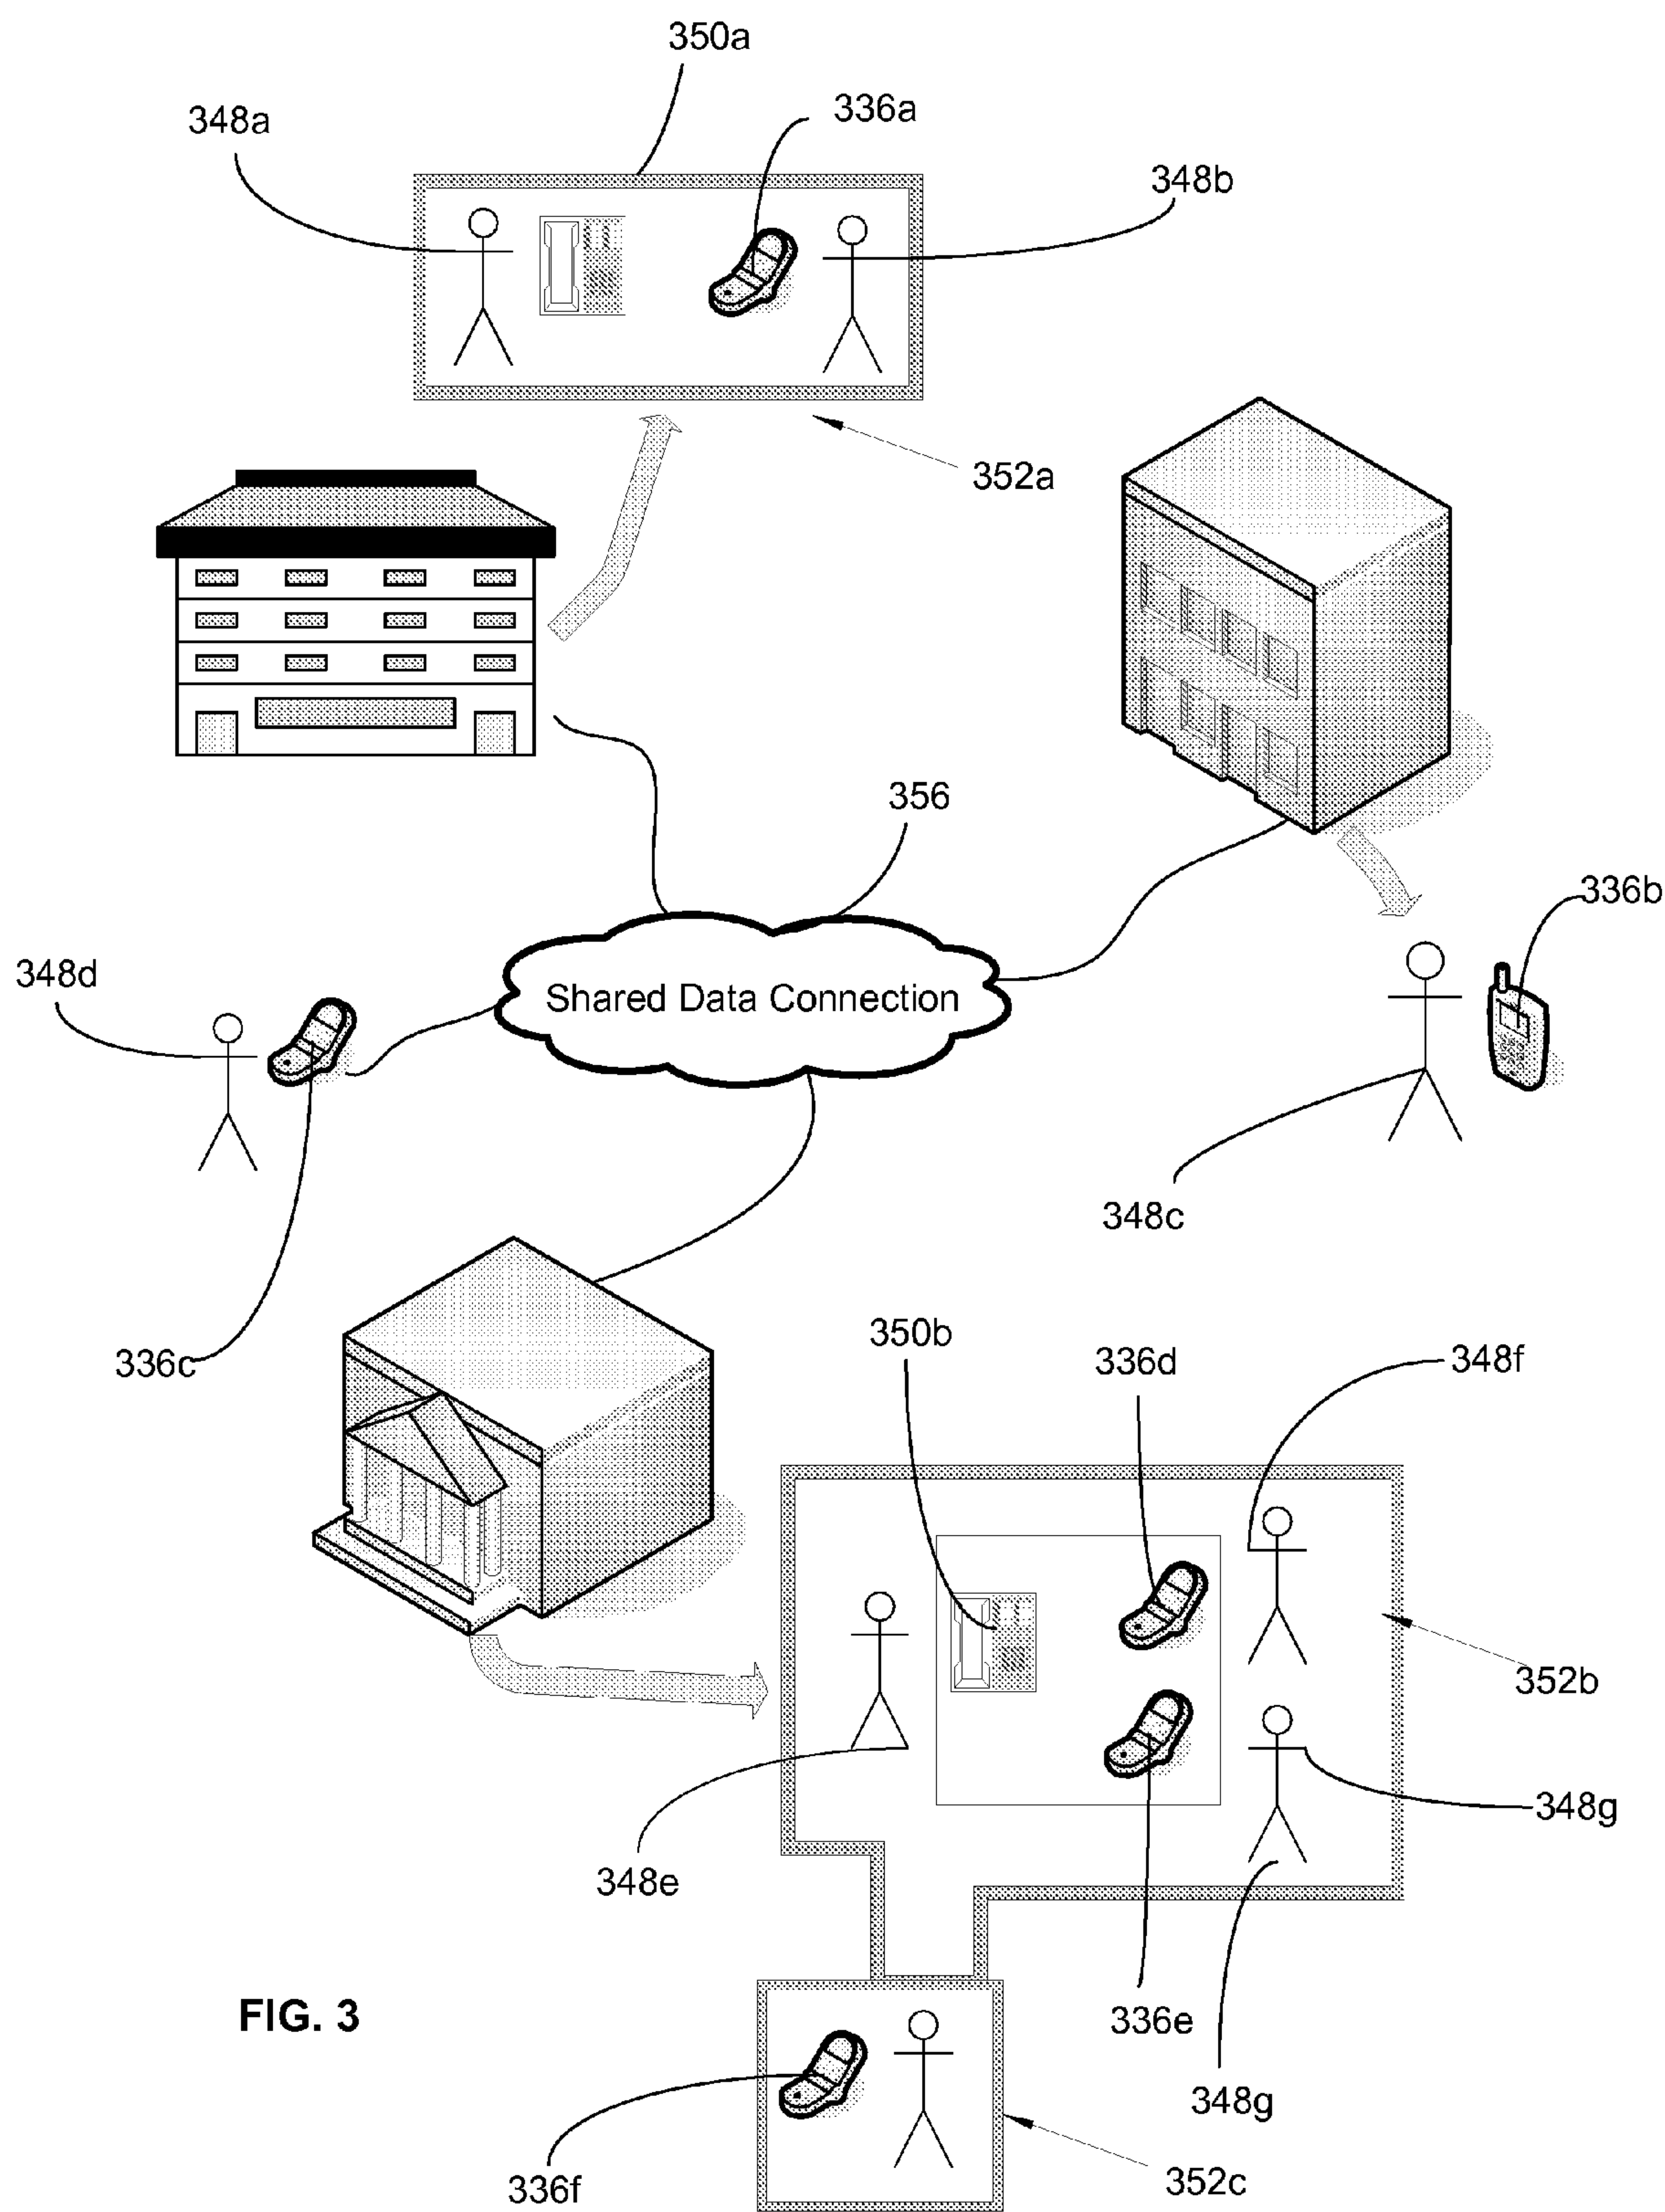 350a
336a
348a
348b
352a
356
336b
348d
Shared Data Connection
348c
350b
336d
348f
336c
352b
348g
348e
FIG. 3
336e
348g
336f
352c